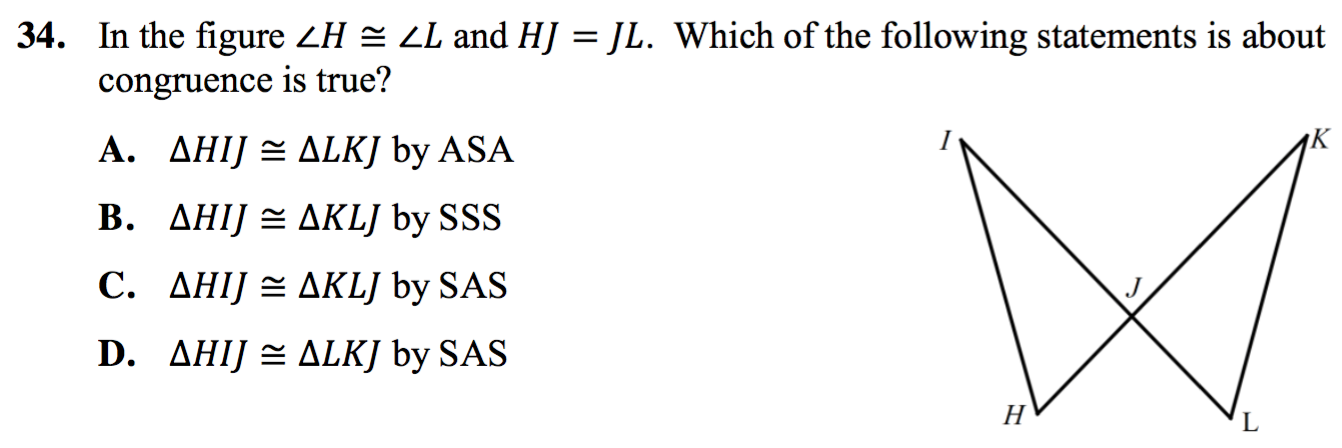 34. In the figure ∠H ≅ ∠L and HJ = JL. Which of the following statements is about
congruence is true?
A. ΔHIJ ≅ ΔLKJ by ASA
B. ΔHIJ ≅ ΔKLJ by SSS
C. ΔHIJ ≅ ΔKLJ by SAS
D. ΔHIJ ≅ ΔLKJ by SAS
I
K
J
H
L